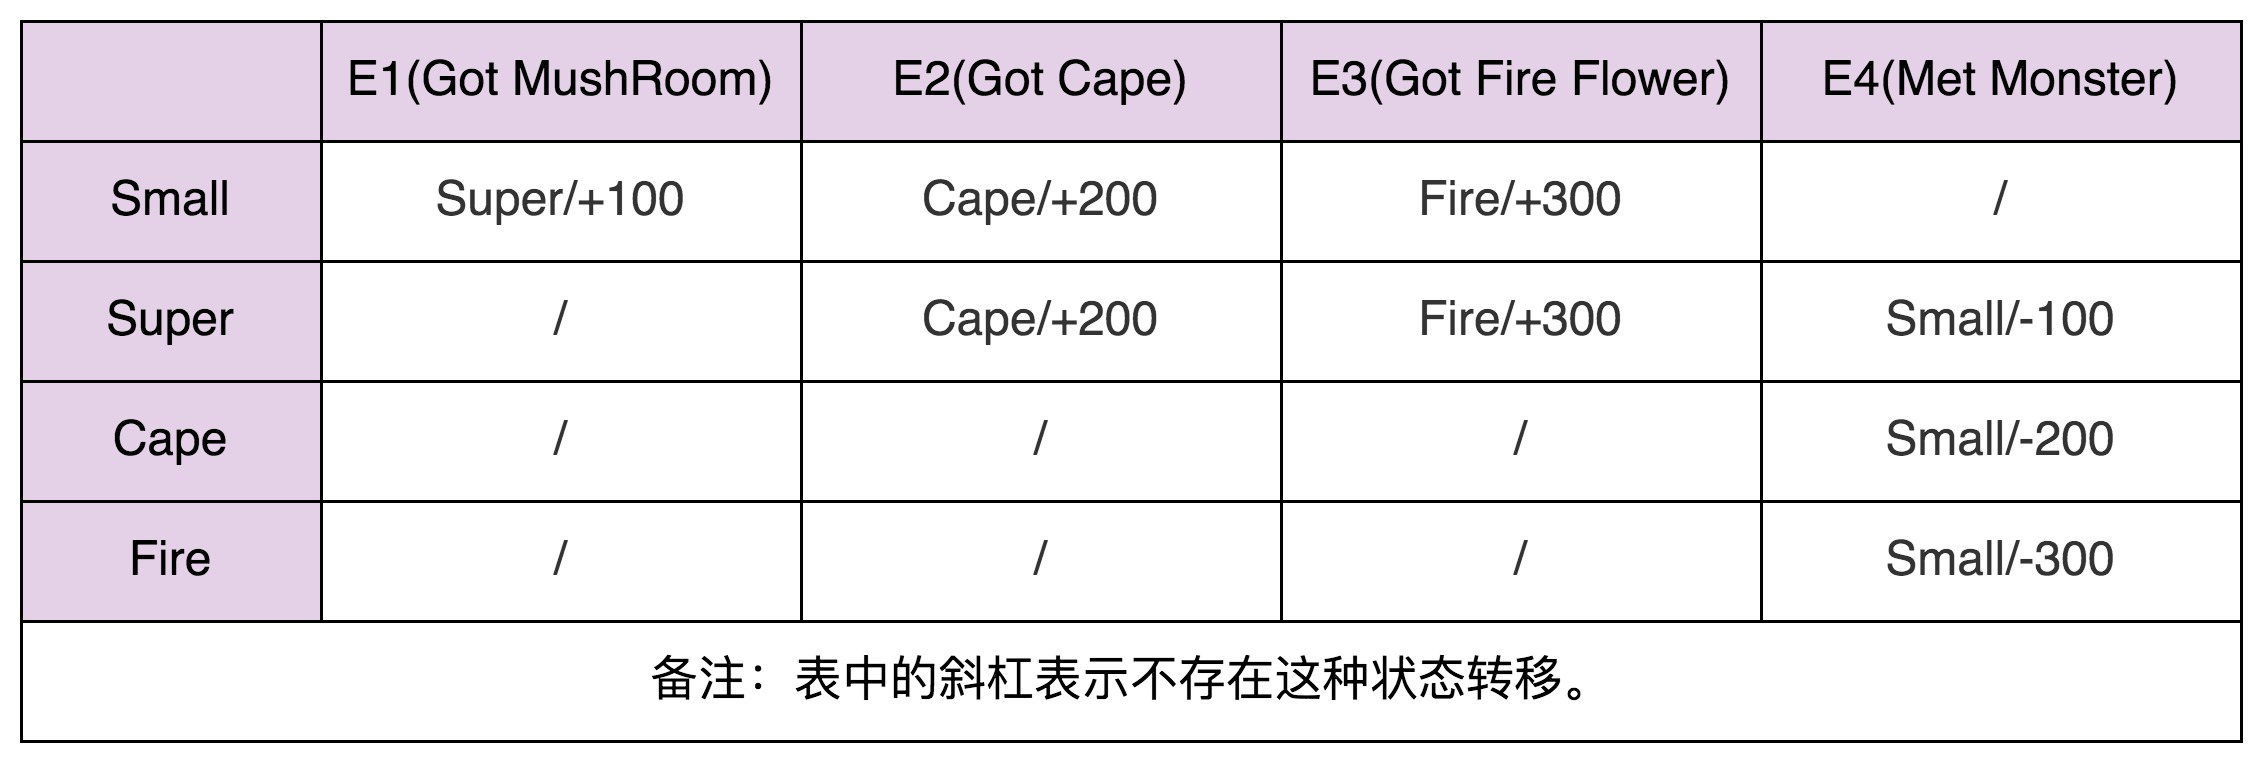 E1(Got MushRoom) E2(Got Cape) E3(Got Fire Flower) E4(Met Monster)
Small Super/+100 Cape/+200 Fire/+300 /
Super / Cape/+200 Fire/+300 Small/-100
Cape / / / Small/-200
Fire / / / Small/-300
备注：表中的斜杠表示不存在这种状态转移。